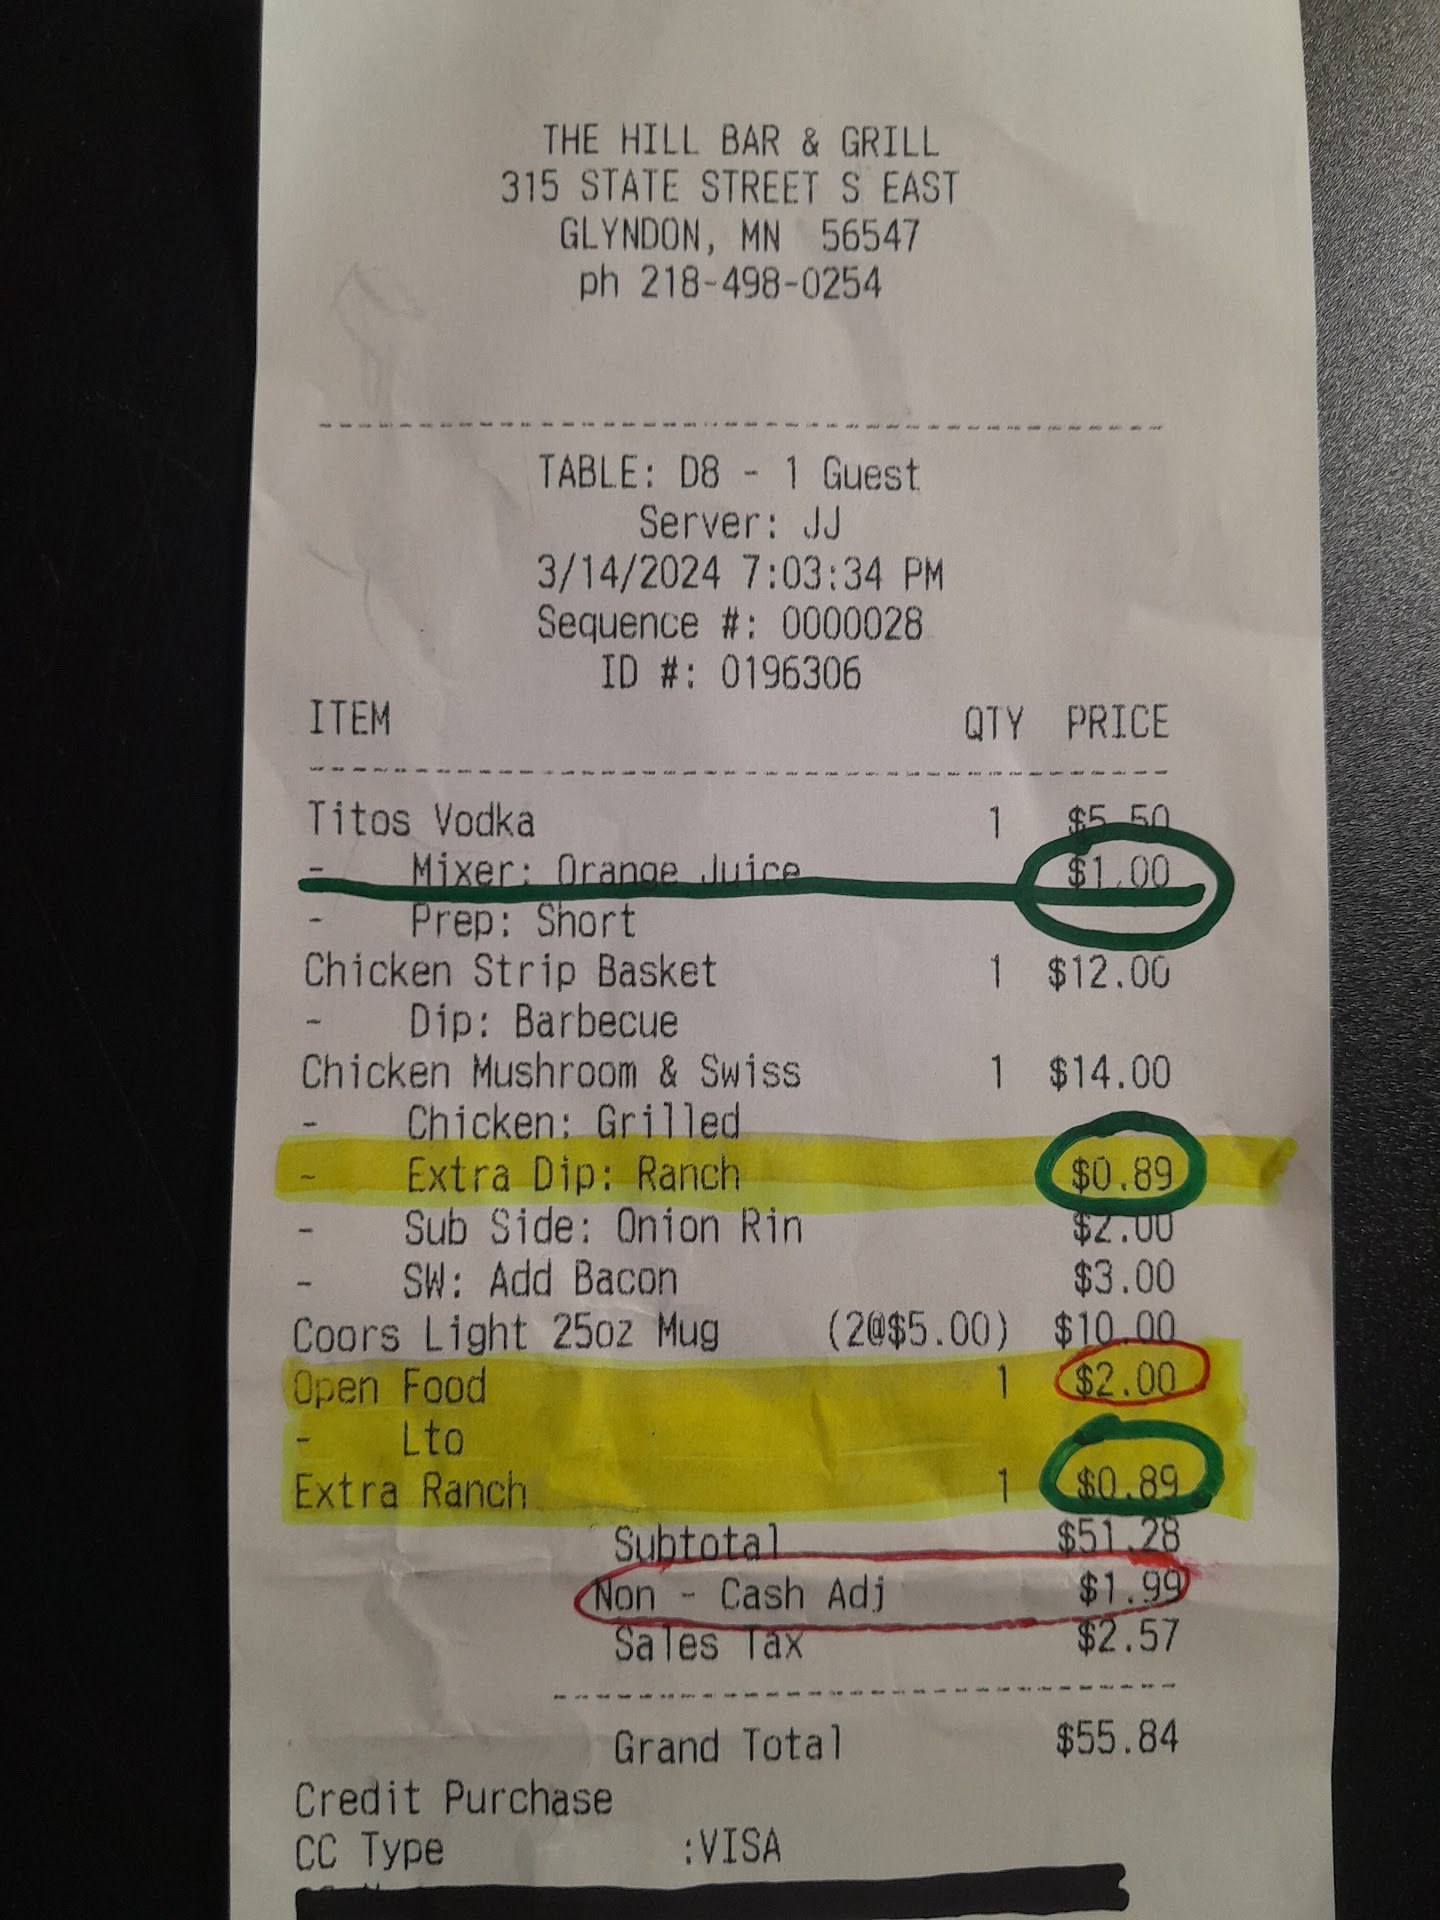 THE HILL BAR & GRILL
315 STATE STREET S EAST
GLYNDON, MN 56547
ph 218-498-0254
TABLE: D8 - 1 Guest
Server: JJ
3/14/2024 7:03:34 PM
Sequence #: 0000028
ID #: 0196306
ITEM QTY PRICE
Titos Vodka 1 $5.50
- Mixer: Orange Juice $1.00
- Prep: Short
Chicken Strip Basket 1 $12.00
- Dip: Barbecue
Chicken Mushroom & Swiss 1 $14.00
- Chicken: Grilled
- Extra Dip: Ranch $0.89
- Sub Side: Onion Rin $2.00
- SW: Add Bacon $3.00
Coors Light 25oz Mug (2@$5.00) $10.00
Open Food 1 $2.00
- Lto
Extra Ranch 1 $0.89
Subtotal $51.28
Non - Cash Adj $1.99
Sales Tax $2.57
Grand Total $55.84
Credit Purchase
CC Type :VISA